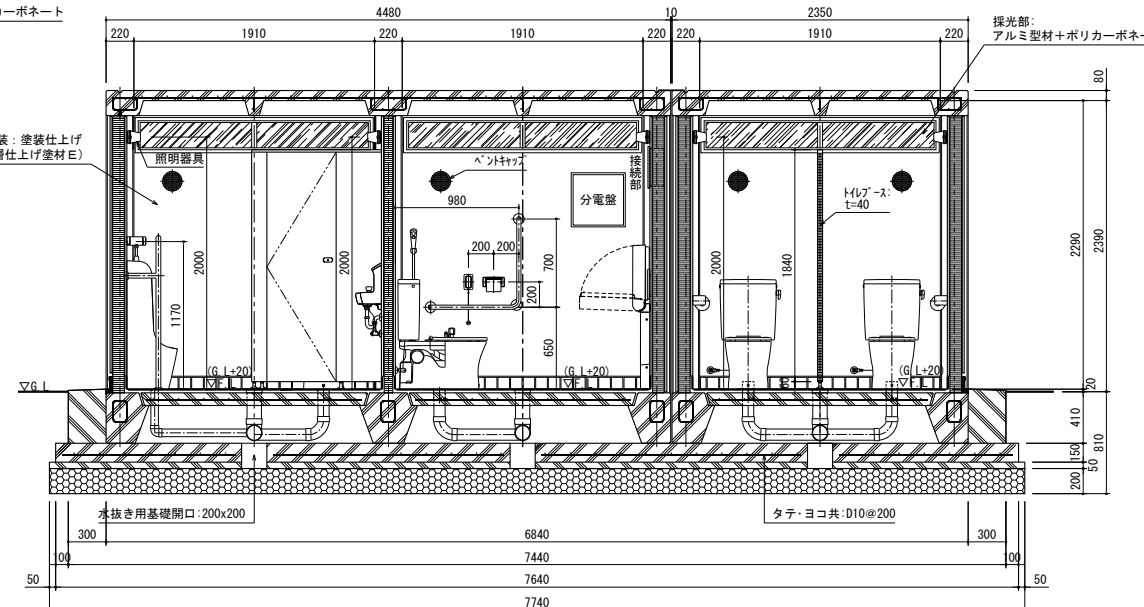 ーボネート
4480
10
2350
220
1910
220
1910
220
220
1910
220
採光部:
アルミ型材＋ポリカーボネー
80
装：塗装仕上げ
層仕上げ塗材E）
照明器具
ベントキャップ
接続部
分電盤
トイレブース:
t=40
980
200
200
700
200
650
2000
1170
2000
2000
1840
60
2290
2390
(G.L+20)
▽F.L
(G.L+20)
▽F.L
(G.L+20)
▽F.L
▽G.L
20
410
810
150
50
200
水抜き用基礎開口:200x200
タテ・ヨコ共:D10@200
300
6840
300
100
7440
100
50
7640
50
7740